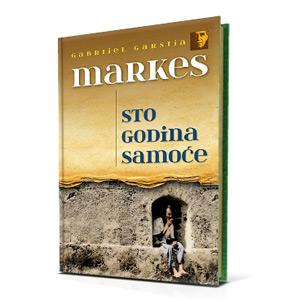 GABRIJEL GARSIJA
MARKES
STO
GODINA
SAMOĆE